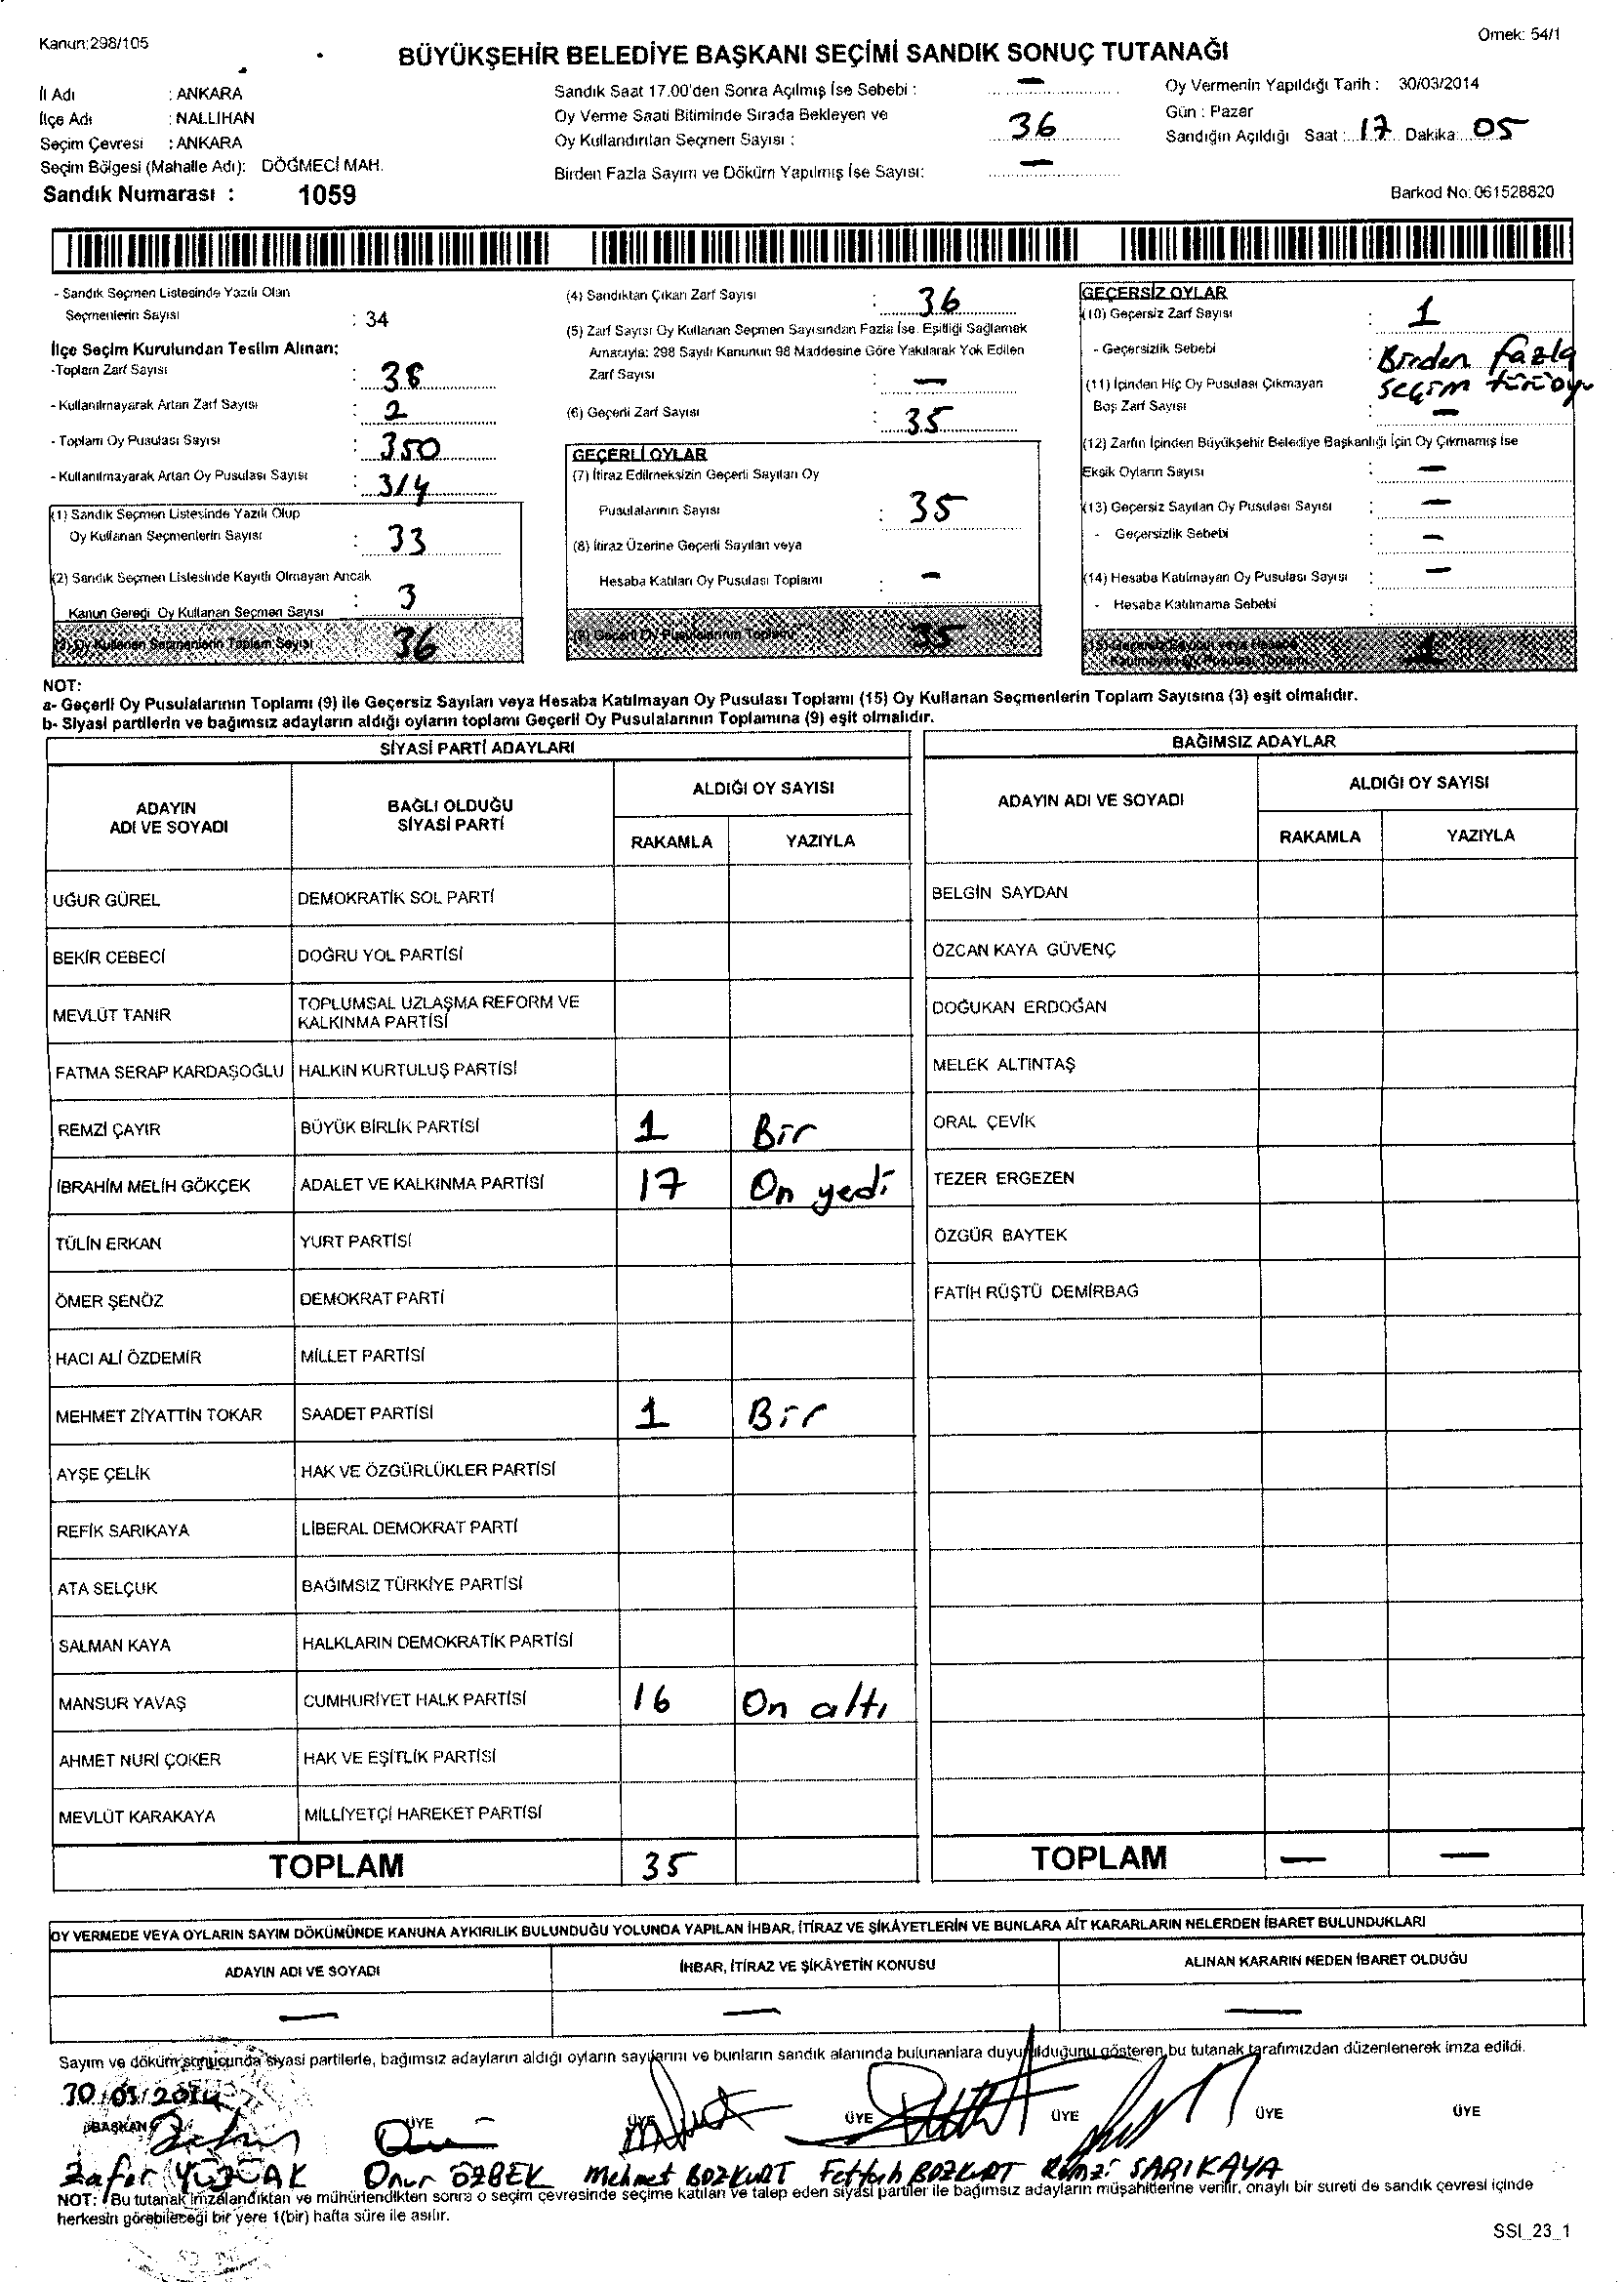 Kanun:298/105
Örnek: 54/1
BÜYÜKŞEHİR BELEDİYE BAŞKANI SEÇİMİ SANDIK SONUÇ TUTANAĞI
İl Adı : ANKARA
İlçe Adı : NALLIHAN
Seçim Çevresi : ANKARA
Seçim Bölgesi (Mahalle Adı): DÖĞMECİ MAH.
Sandık Numarası : 1059
Sandık Saat 17.00'den Sonra Açılmış İse Sebebi : —
Oy Verme Saati Bitiminde Sırada Bekleyen ve
Oy Kullandırılan Seçmen Sayısı : 36
Birden Fazla Sayım ve Döküm Yapılmış İse Sayısı: —
Oy Vermenin Yapıldığı Tarih : 30/03/2014
Gün : Pazar
Sandığın Açıldığı Saat : 17 Dakika: 05
Barkod No: 061528820
- Sandık Seçmen Listesinde Yazılı Olan
Seçmenlerin Sayısı : 34
İlçe Seçim Kurulundan Teslim Alınan:
-Toplam Zarf Sayısı : 38
- Kullanılmayarak Artan Zarf Sayısı : 2
- Toplam Oy Pusulası Sayısı : 350
- Kullanılmayarak Artan Oy Pusulası Sayısı : 314
(1) Sandık Seçmen Listesinde Yazılı Olup
Oy Kullanan Seçmenlerin Sayısı : 33
(2) Sandık Seçmen Listesinde Kayıtlı Olmayan Ancak
Kanun Gereği Oy Kullanan Seçmen Sayısı : 3
(3) Oy Kullanan Seçmenlerin Toplam Sayısı 36
(4) Sandıktan Çıkan Zarf Sayısı : 36
(5) Zarf Sayısı Oy Kullanan Seçmen Sayısından Fazla İse. Eşitliği Sağlamak
Amacıyla: 298 Sayılı Kanunun 98 Maddesine Göre Yakılarak Yok Edilen
Zarf Sayısı : —
(6) Geçerli Zarf Sayısı : 35
GEÇERLİ OYLAR
(7) İtiraz Edilmeksizin Geçerli Sayılan Oy
Pusulalarının Sayısı : 35
(8) İtiraz Üzerine Geçerli Sayılan veya
Hesaba Katılan Oy Pusulası Toplamı : —
(9) Geçerli Oy Pusulalarının Toplamı 35
GEÇERSİZ OYLAR
(10) Geçersiz Zarf Sayısı : 1
- Geçersizlik Sebebi : Birden fazla
seçim türü oyu
(11) İçinden Hiç Oy Pusulası Çıkmayan
Boş Zarf Sayısı : —
(12) Zarfın İçinden Büyükşehir Belediye Başkanlığı İçin Oy Çıkmamış İse
Eksik Oyların Sayısı : —
(13) Geçersiz Sayılan Oy Pusulası Sayısı : —
- Geçersizlik Sebebi : —
(14) Hesaba Katılmayan Oy Pusulası Sayısı : —
- Hesaba Katılmama Sebebi :
(15) Geçersiz Sayılan veya Hesaba
Katılmayan Oy Pusulası Toplamı 1
NOT:
a- Geçerli Oy Pusulalarının Toplamı (9) ile Geçersiz Sayılan veya Hesaba Katılmayan Oy Pusulası Toplamı (15) Oy Kullanan Seçmenlerin Toplam Sayısına (3) eşit olmalıdır.
b- Siyasi partilerin ve bağımsız adayların aldığı oyların toplamı Geçerli Oy Pusulalarının Toplamına (9) eşit olmalıdır.
SİYASİ PARTİ ADAYLARI
ADAYIN ADI VE SOYADI BAĞLI OLDUĞU SİYASİ PARTİ ALDIĞI OY SAYISI
RAKAMLA YAZIYLA
UĞUR GÜREL DEMOKRATİK SOL PARTİ
BEKİR CEBECİ DOĞRU YOL PARTİSİ
MEVLÜT TANIR TOPLUMSAL UZLAŞMA REFORM VE KALKINMA PARTİSİ
FATMA SERAP KARDAŞOĞLU HALKIN KURTULUŞ PARTİSİ
REMZİ ÇAYIR BÜYÜK BİRLİK PARTİSİ 1 Bir
İBRAHİM MELİH GÖKÇEK ADALET VE KALKINMA PARTİSİ 17 On yedi
TÜLİN ERKAN YURT PARTİSİ
ÖMER ŞENÖZ DEMOKRAT PARTİ
HACI ALİ ÖZDEMİR MİLLET PARTİSİ
MEHMET ZİYATTİN TOKAR SAADET PARTİSİ 1 Bir
AYŞE ÇELİK HAK VE ÖZGÜRLÜKLER PARTİSİ
REFİK SARIKAYA LİBERAL DEMOKRAT PARTİ
ATA SELÇUK BAĞIMSIZ TÜRKİYE PARTİSİ
SALMAN KAYA HALKLARIN DEMOKRATİK PARTİSİ
MANSUR YAVAŞ CUMHURİYET HALK PARTİSİ 16 On altı
AHMET NURİ ÇOKER HAK VE EŞİTLİK PARTİSİ
MEVLÜT KARAKAYA MİLLİYETÇİ HAREKET PARTİSİ
TOPLAM 35
BAĞIMSIZ ADAYLAR
ADAYIN ADI VE SOYADI ALDIĞI OY SAYISI
RAKAMLA YAZIYLA
BELGİN SAYDAN
ÖZCAN KAYA GÜVENÇ
DOĞUKAN ERDOĞAN
MELEK ALTINTAŞ
ORAL ÇEVİK
TEZER ERGEZEN
ÖZGÜR BAYTEK
FATİH RÜŞTÜ DEMİRBAĞ
TOPLAM — —
OY VERMEDE VEYA OYLARIN SAYIM DÖKÜMÜNDE KANUNA AYKIRILIK BULUNDUĞU YOLUNDA YAPILAN İHBAR, İTİRAZ VE ŞİKÂYETLERİN VE BUNLARA AİT KARARLARIN NELERDEN İBARET BULUNDUKLARI
ADAYIN ADI VE SOYADI İHBAR, İTİRAZ VE ŞİKÂYETİN KONUSU ALINAN KARARIN NEDEN İBARET OLDUĞU
— — —
Sayım ve döküm sonucunda siyasi partilerle, bağımsız adayların aldığı oyların sayılarını ve bunların sandık alanında bulunanlara duyurulduğunu gösteren bu tutanak tarafımızdan düzenlenerek imza edildi.
30/03/2014
BAŞKAN ÜYE ÜYE ÜYE ÜYE ÜYE ÜYE
Zafer YÜZÜAK Onur ÖZBEK Mehmet BOZKURT Fettah BOZKURT Remzi SARIKAYA
NOT: Bu tutanak imzalandıktan ve mühürlendikten sonra o seçim çevresinde seçime katılan ve talep eden siyasi partiler ile bağımsız adayların müşahitlerine verilir, onaylı bir sureti de sandık çevresi içinde
herkesin görebileceği bir yere 1(bir) hafta süre ile asılır.
SSI_23_1